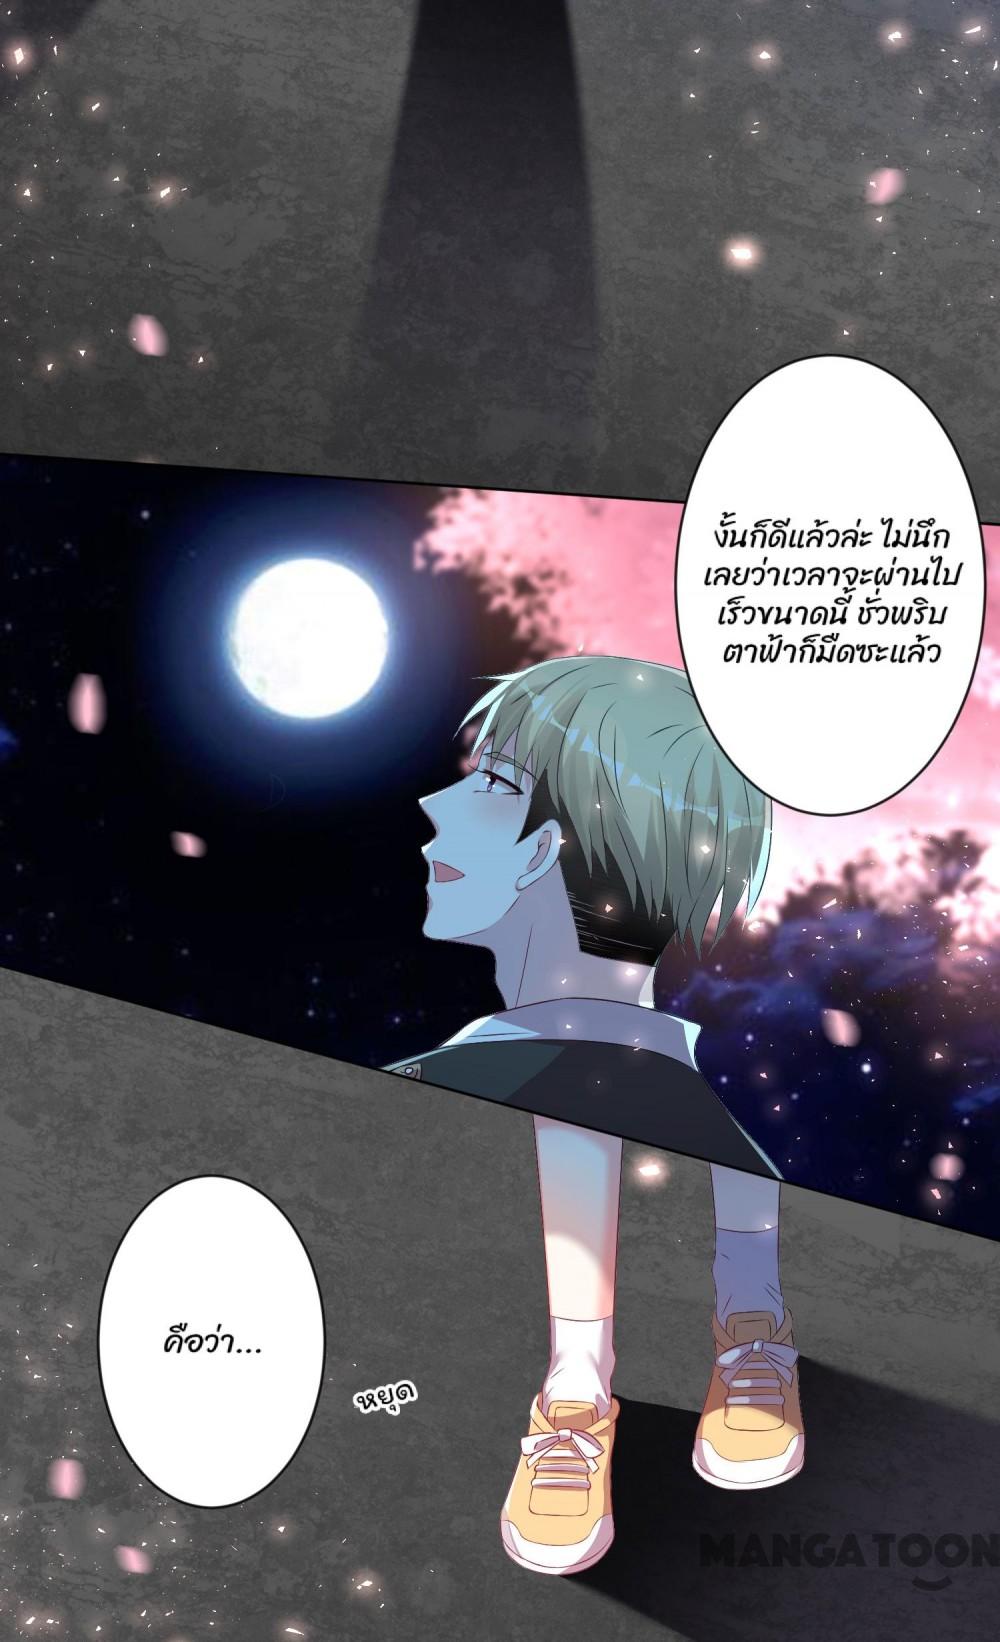 งั้นก็ดีแล้วล่ะ ไม่นึก
เลยว่าเวลาจะผ่านไป
เร็วขนาดนี้ ชั่วพริบ
ตาฟ้าก็มืดซะแล้ว
คือว่า...
หยุด
MANGATOON